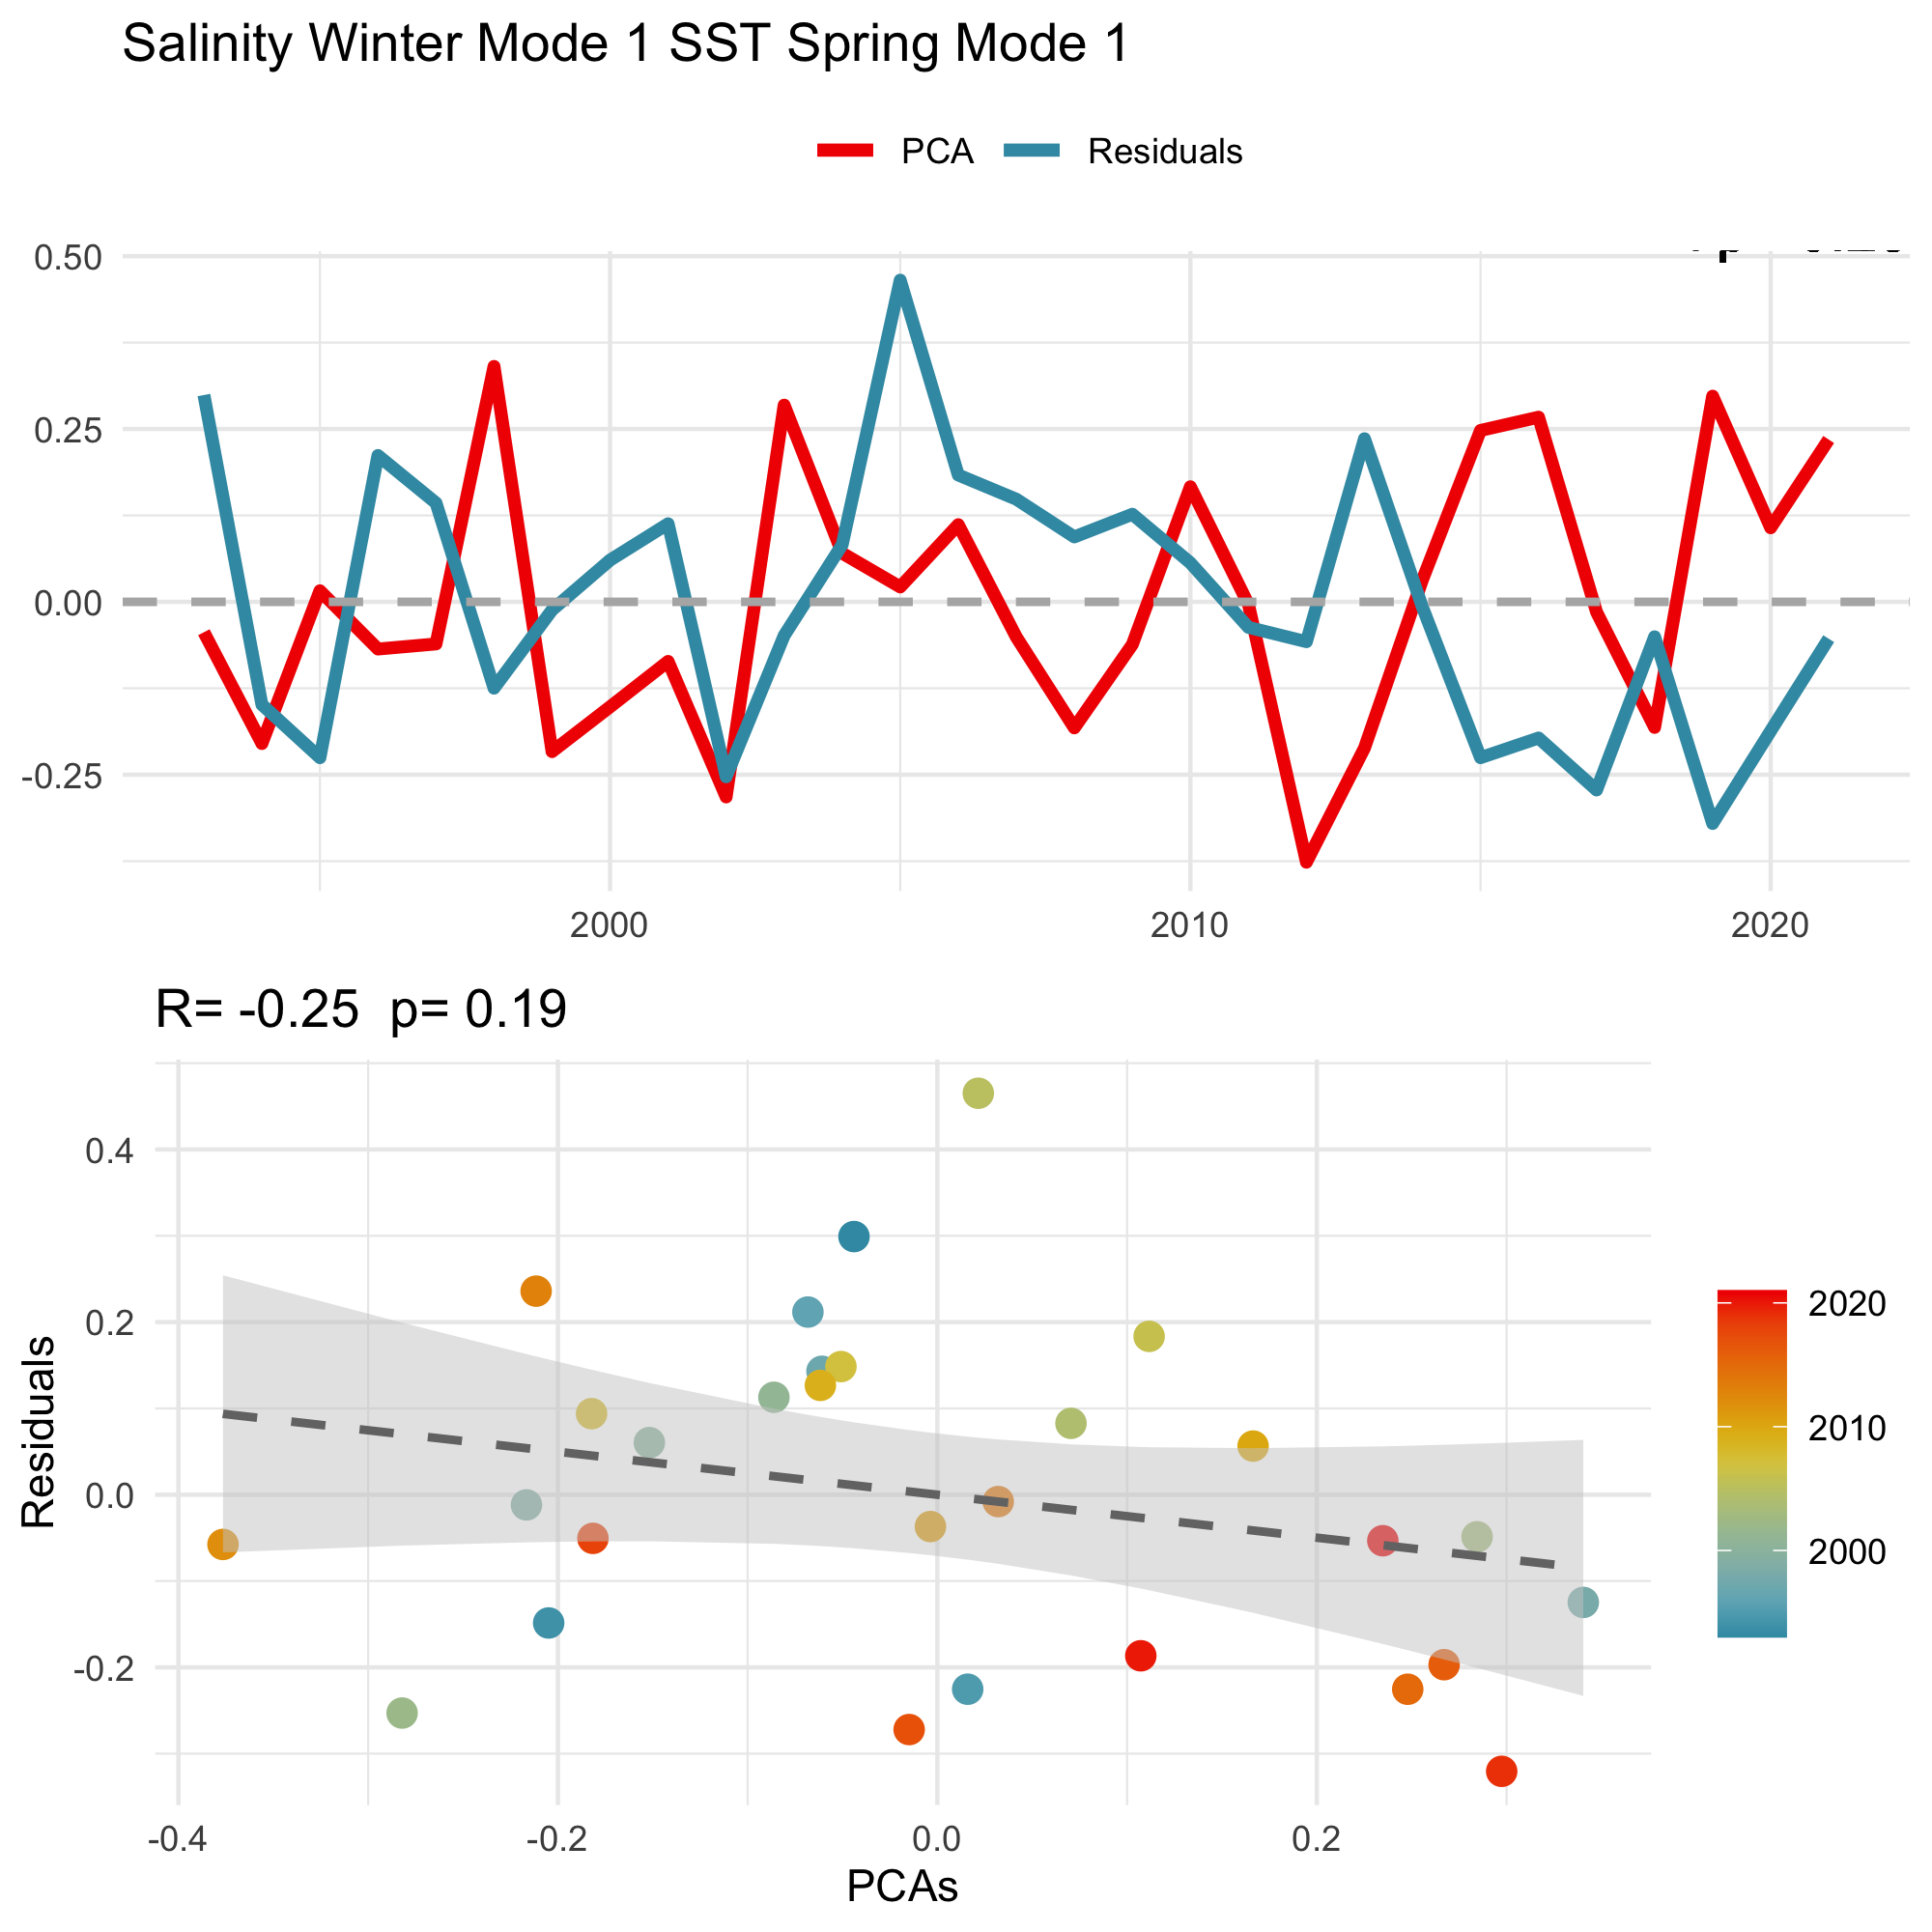 Salinity Winter Mode 1 SST Spring Mode 1
PCA Residuals
0.50
0.25
0.00
-0.25
2000 2010 2020
R= -0.25 p= 0.19
Residuals
0.4
0.2
0.0
-0.2
-0.4 -0.2 0.0 0.2
PCAs
2020
2010
2000